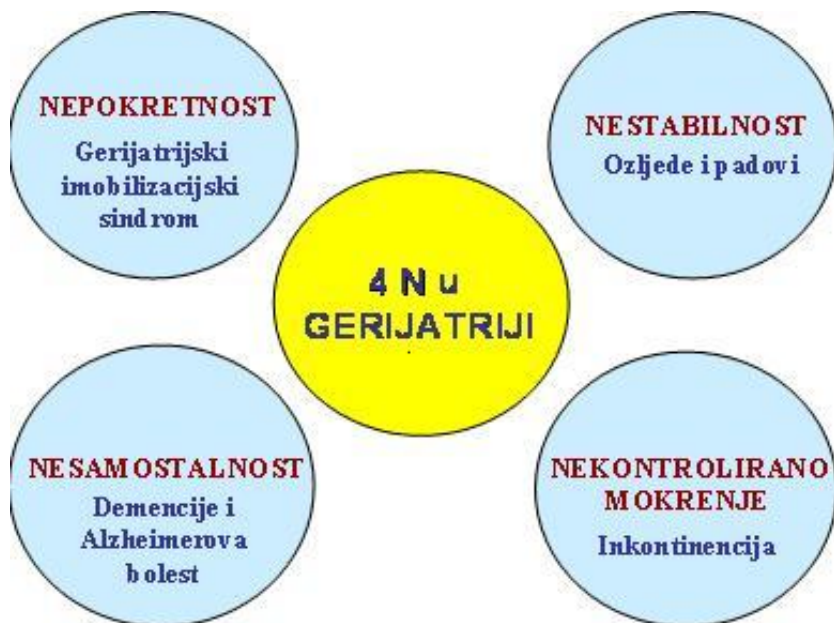 NEPOKRETNOST
Gerijatrijski
imobilizacijski
sindrom
NESTABILNOST
Ozljede i padovi
4 N u
GERIJATRIJI
NESAMOSTALNOST
Demencije i
Alzheimerova
bolest
NEKONTROLIRANO
MOKRENJE
Inkontinencija